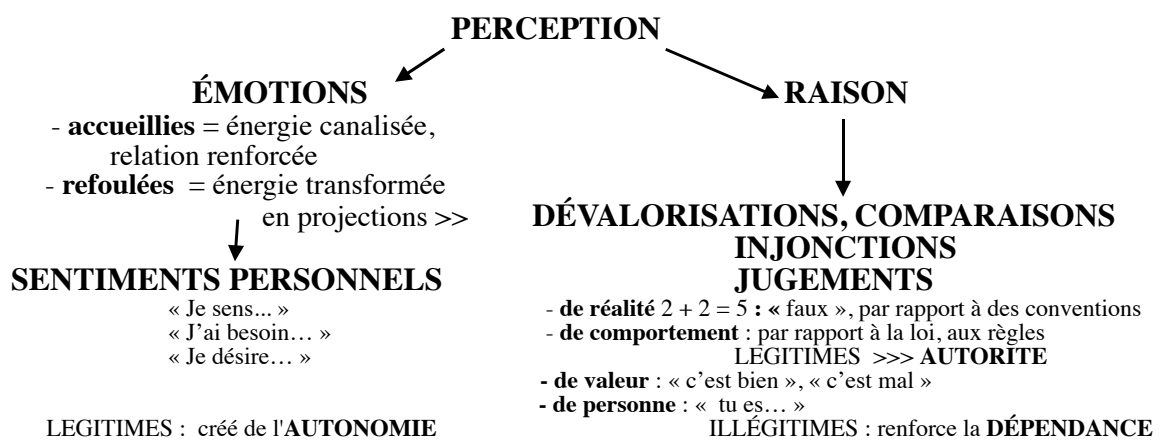 PERCEPTION
ÉMOTIONS
- accueillies = énergie canalisée,
relation renforcée
- refoulées = énergie transformée
en projections >>
SENTIMENTS PERSONNELS
« Je sens... »
« J'ai besoin… »
« Je désire… »
LEGITIMES : créé de l'AUTONOMIE
RAISON
DÉVALORISATIONS, COMPARAISONS
INJONCTIONS
JUGEMENTS
- de réalité 2 + 2 = 5 : « faux », par rapport à des conventions
- de comportement : par rapport à la loi, aux règles
LEGITIMES >>> AUTORITE
- de valeur : « c'est bien », « c'est mal »
- de personne : « tu es… »
ILLÉGITIMES : renforce la DÉPENDANCE